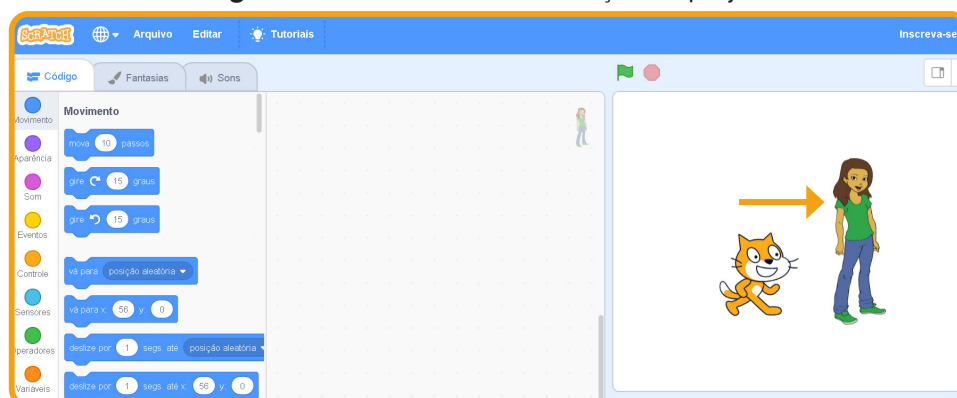 SCRATCH Arquivo Editar Tutoriais Inscreva-se
Código Fantasias Sons
Movimento
Movimento
mova 10 passos
Aparência
gire 15 graus
Som
gire 15 graus
Eventos
vá para posição aleatória
Controle
vá para x: 56 y: 0
Sensores
deslize por 1 segs. até posição aleatória
Operadores
deslize por 1 segs. até x: 56 y: 0
Variáveis